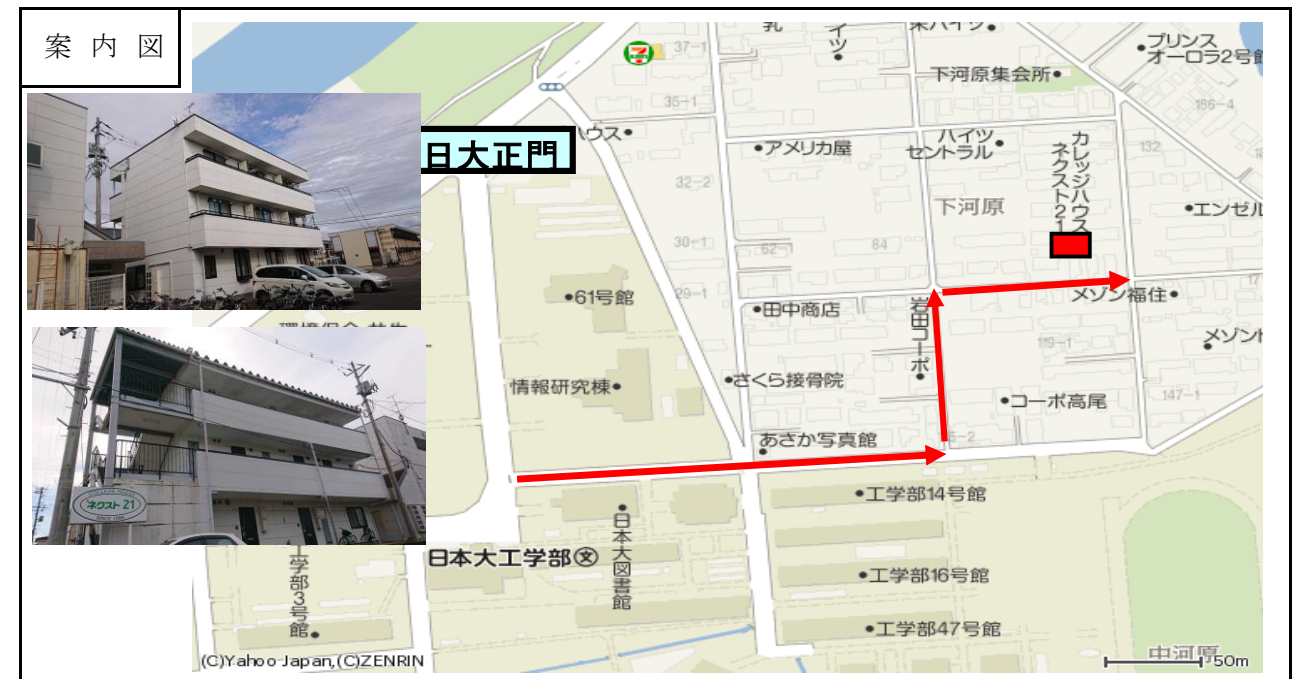 案内図
37-1
イツ
プリンス
オーロラ2号館
下河原集会所
35-1
186-4
ハウス
日大正門
アメリカ屋
ハイツ
セントラル
カレッジハウス
ネクスト21
132
32-2
下河原
エンゼル
30-1
62-1
84
61号館
29-1
田中商店
岩田コーポ
メゾン福住
17
119-1
メゾン
情報研究棟
さくら接骨院
コーポ高尾
147-1
あさか写真館
工学部14号館
ネクスト21
日本大工学部
文
日本大図書館
工学部16号館
工学部3号館
工学部47号館
中河原
(C)Yahoo Japan,(C)ZENRIN
50m